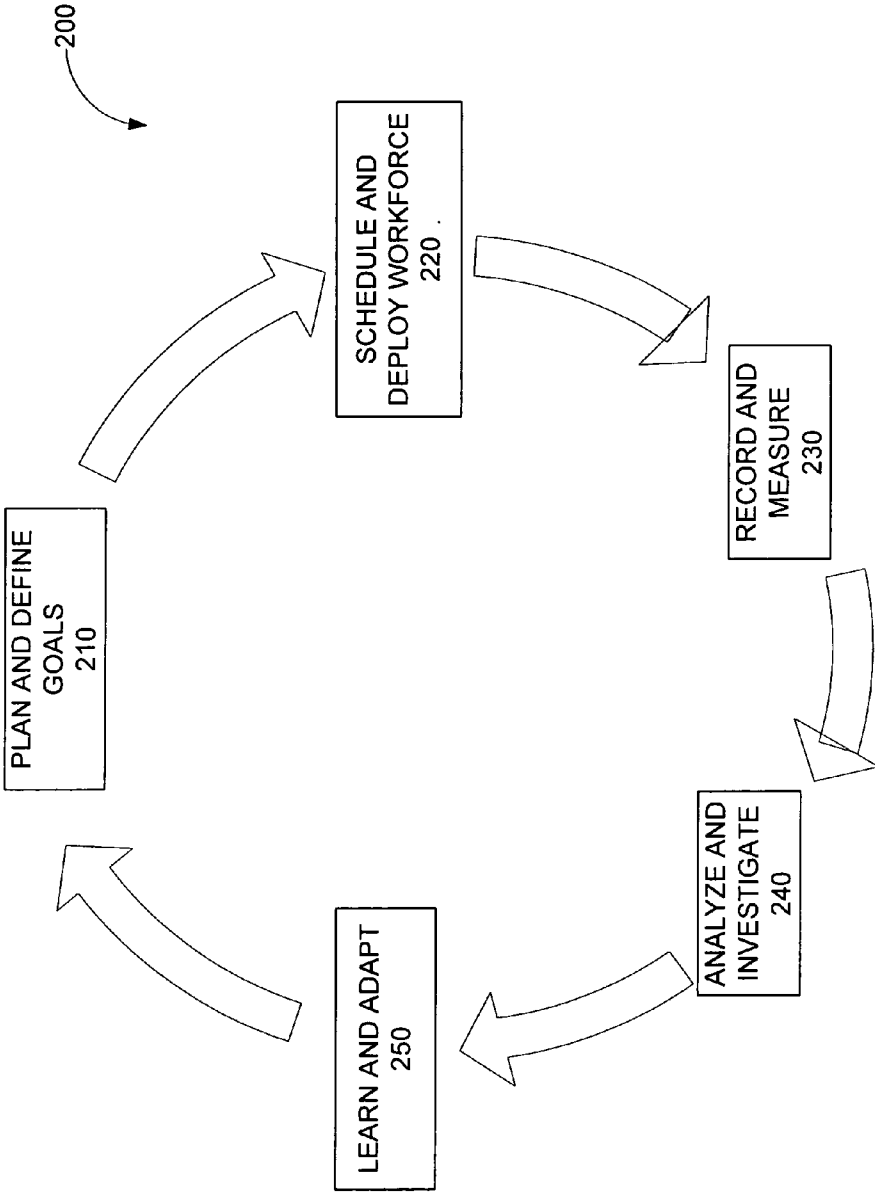 200
PLAN AND DEFINE
GOALS
210
SCHEDULE AND
DEPLOY WORKFORCE
220
RECORD AND
MEASURE
230
ANALYZE AND
INVESTIGATE
240
LEARN AND ADAPT
250